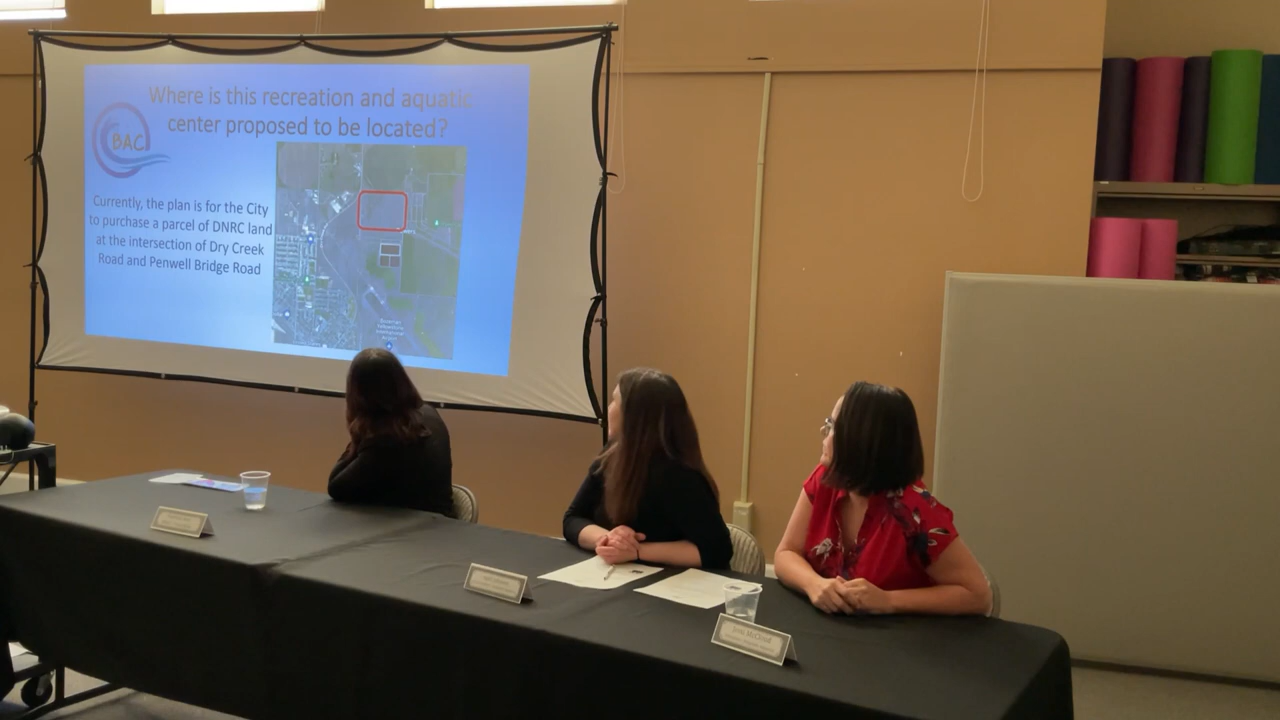 Where is this recreation and aquatic
center proposed to be located?
BAC
Currently, the plan is for the City
to purchase a parcel of DNRC land
at the intersection of Dry Creek
Road and Penwell Bridge Road